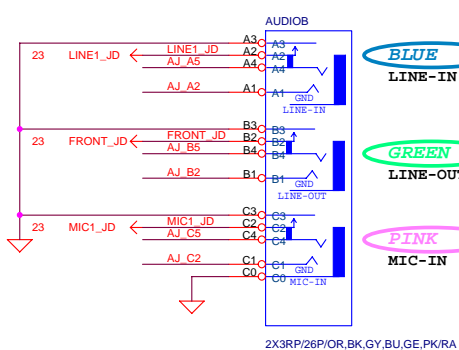 AUDIOB
A3 A3
23 LINE1_JD LINE1_JD A2 A2
AJ_A5 A4 A4
BLUE
LINE-IN
AJ_A2 A1 A1
GND
LINE-IN
B3 B3
23 FRONT_JD FRONT_JD B2 B2
AJ_B5 B4 B4
GREEN
LINE-OUT
AJ_B2 B1 B1
GND
LINE-OUT
C3 C3
23 MIC1_JD MIC1_JD C2 C2
AJ_C5 C4 C4
PINK
MIC-IN
AJ_C2 C1 C1
GND
C0 C0
MIC-IN
2X3RP/26P/OR,BK,GY,BU,GE,PK/RA